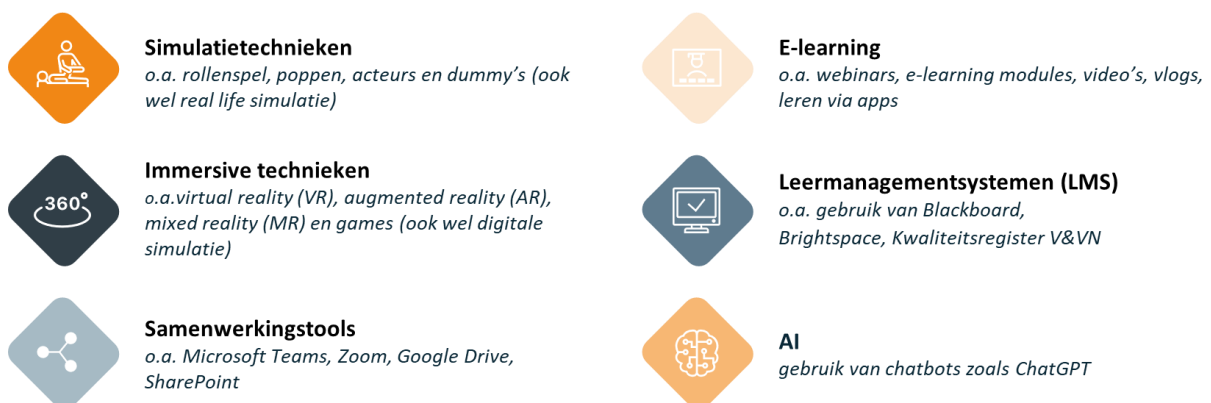 Simulatietechnieken
o.a. rollenspel, poppen, acteurs en dummy's (ook
wel real life simulatie)
360°
Immersive technieken
o.a.virtual reality (VR), augmented reality (AR),
mixed reality (MR) en games (ook wel digitale
simulatie)
Samenwerkingstools
o.a. Microsoft Teams, Zoom, Google Drive,
SharePoint
E-learning
o.a. webinars, e-learning modules, video's, vlogs,
leren via apps
Leermanagementsystemen (LMS)
o.a. gebruik van Blackboard,
Brightspace, Kwaliteitsregister V&VN
AI
gebruik van chatbots zoals ChatGPT